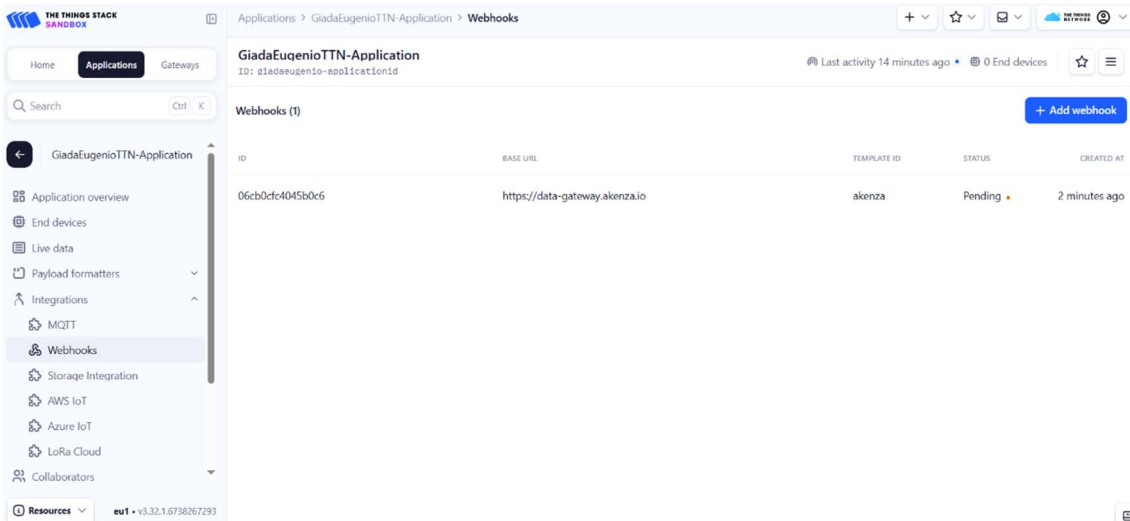 THE THINGS STACK
SANDBOX
Applications > GiadaEugenioTTN-Application > Webhooks
THE THINGS
NETWORK
Home Applications Gateways
GiadaEugenioTTN-Application
ID: giadaeugenio-applicationid
Last activity 14 minutes ago • 0 End devices
Search Ctrl K
Webhooks (1)
+ Add webhook
GiadaEugenioTTN-Application
ID BASE URL TEMPLATE ID STATUS CREATED AT
06cb0cfc4045b0c6 https://data-gateway.akenza.io akenza Pending • 2 minutes ago
Application overview
End devices
Live data
Payload formatters
Integrations
MQTT
Webhooks
Storage Integration
AWS IoT
Azure IoT
LoRa Cloud
Collaborators
Resources eu1 • v3.32.1.6738267293